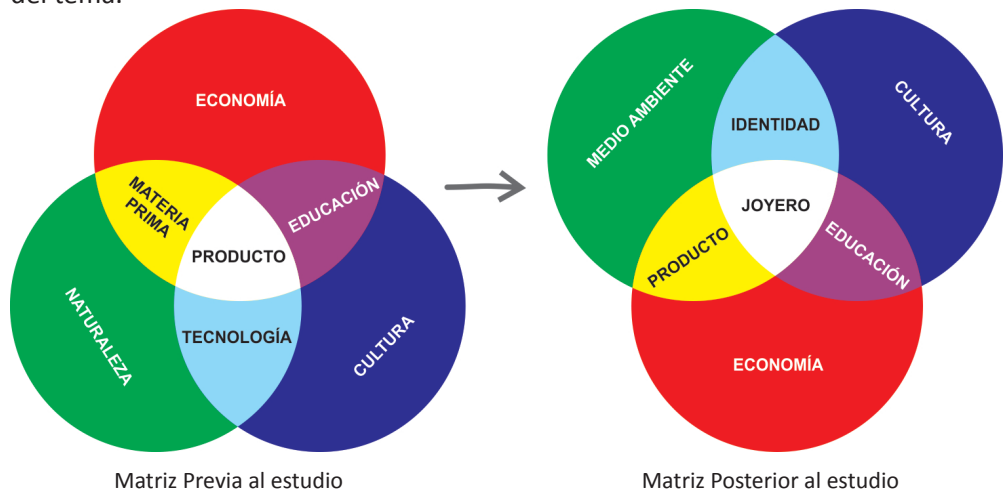 del tema.
ECONOMÍA
MATERIA
PRIMA
EDUCACIÓN
PRODUCTO
NATURALEZA
TECNOLOGÍA
CULTURA
Matriz Previa al estudio
MEDIO AMBIENTE
IDENTIDAD
CULTURA
JOYERO
PRODUCTO
EDUCACIÓN
ECONOMÍA
Matriz Posterior al estudio